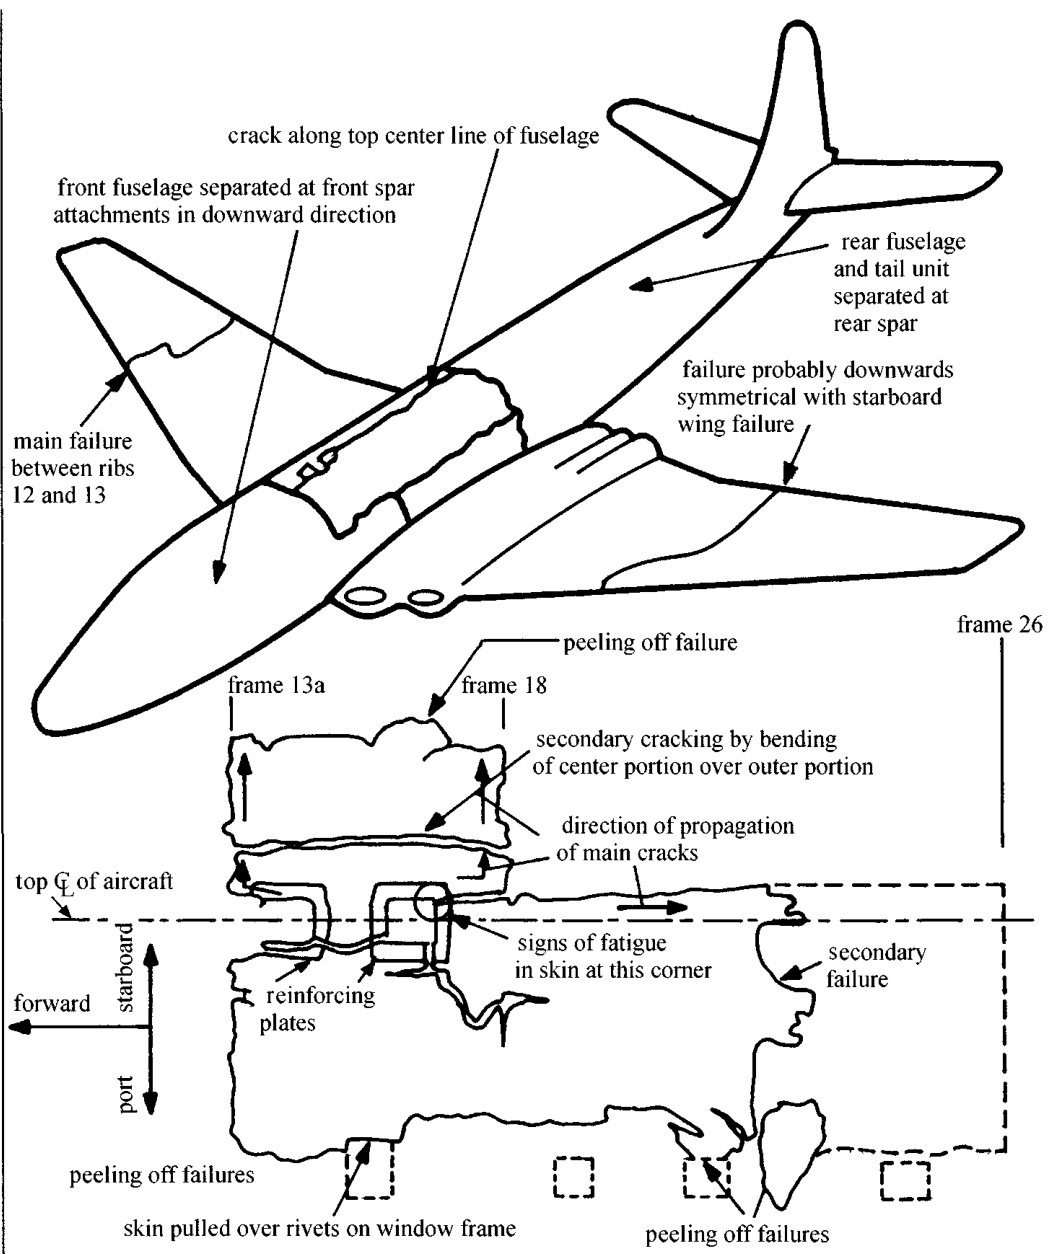 crack along top center line of fuselage
front fuselage separated at front spar
attachments in downward direction
rear fuselage
and tail unit
separated at
rear spar
failure probably downwards
symmetrical with starboard
wing failure
main failure
between ribs
12 and 13
frame 26
peeling off failure
frame 13a
frame 18
secondary cracking by bending
of center portion over outer portion
direction of propagation
of main cracks
top ℄ of aircraft
signs of fatigue
in skin at this corner
secondary
failure
starboard
forward
reinforcing
plates
port
peeling off failures
skin pulled over rivets on window frame
peeling off failures